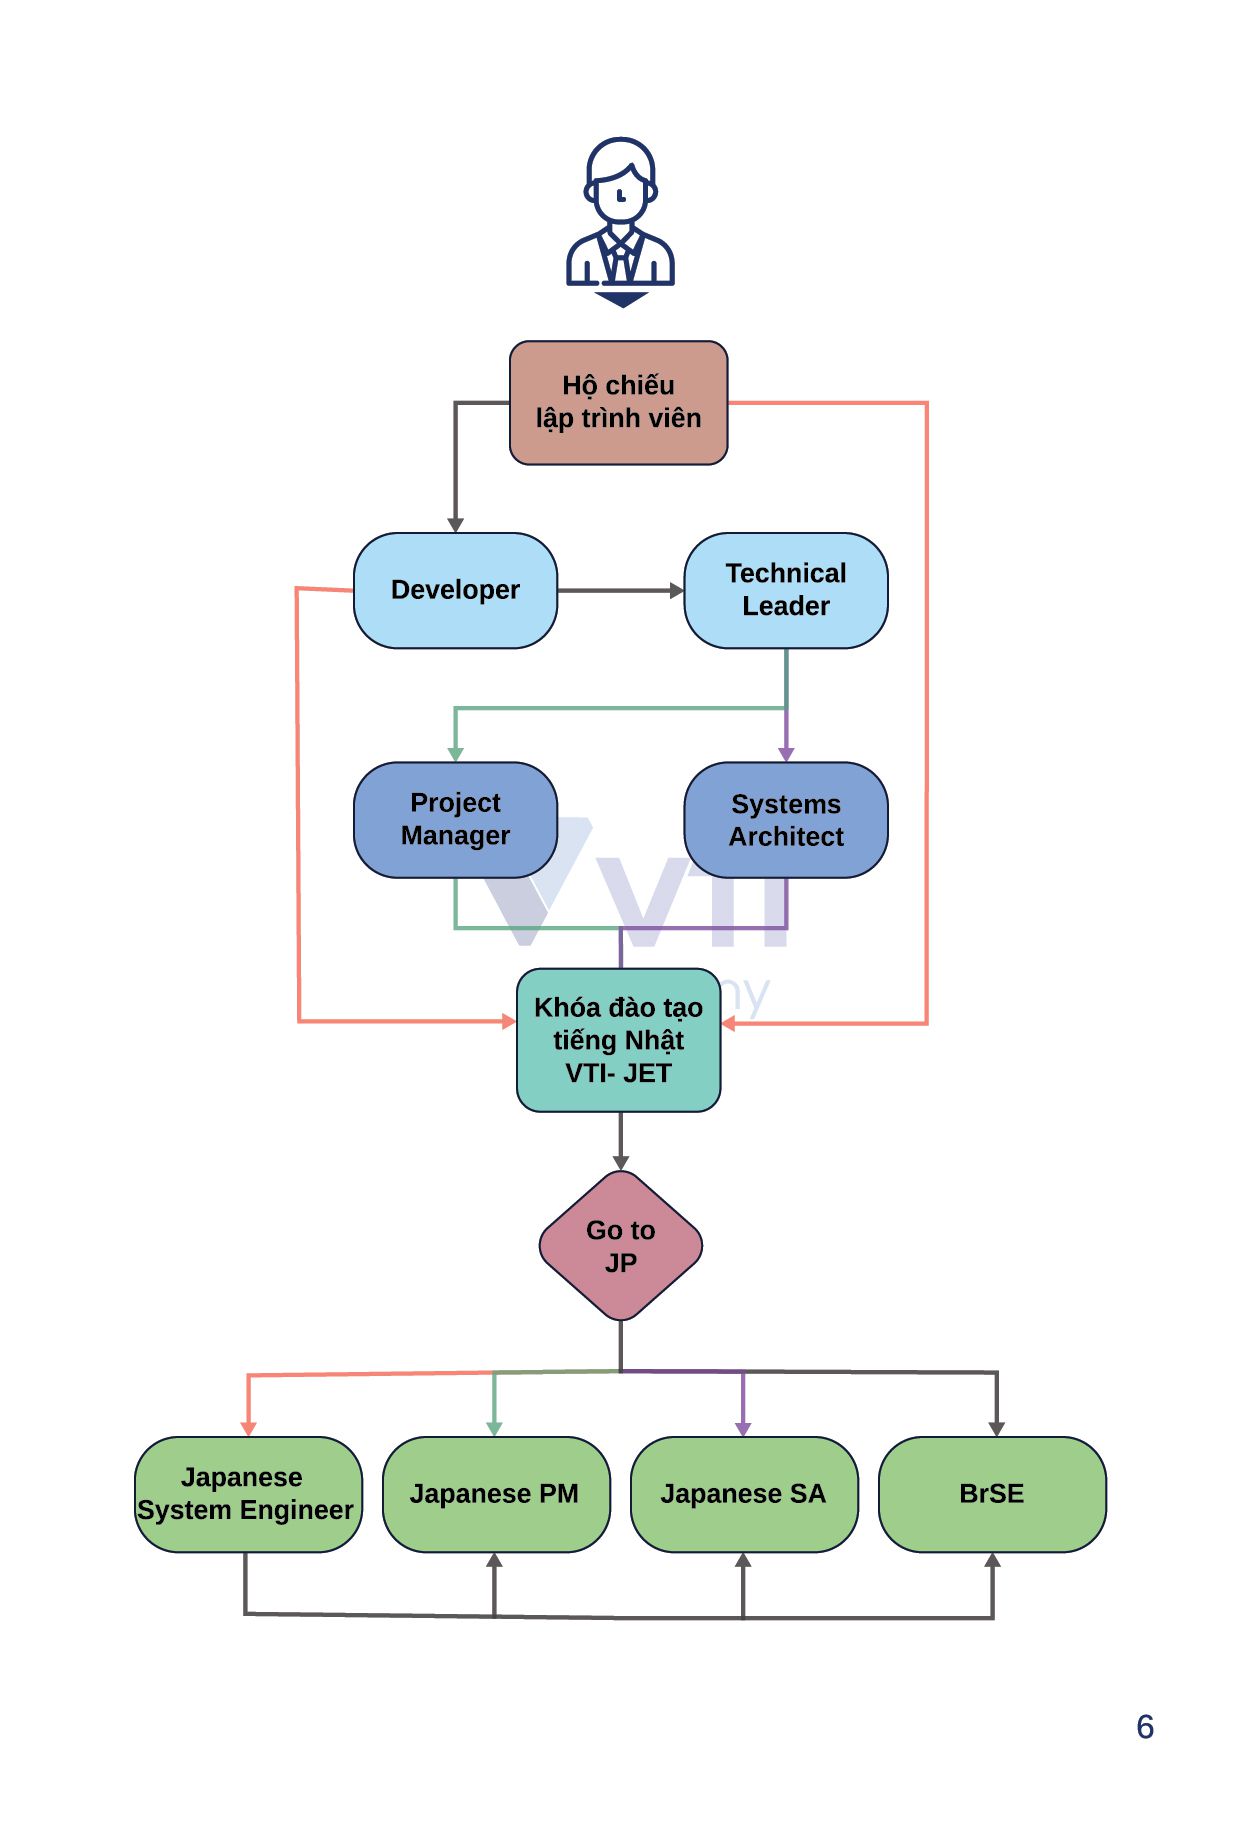 Hộ chiếu
lập trình viên
Developer
Technical
Leader
Project
Manager
Systems
Architect
VTI
Khóa đào tạo
tiếng Nhật
VTI- JET
Go to
JP
Japanese
System Engineer
Japanese PM
Japanese SA
BrSE
6